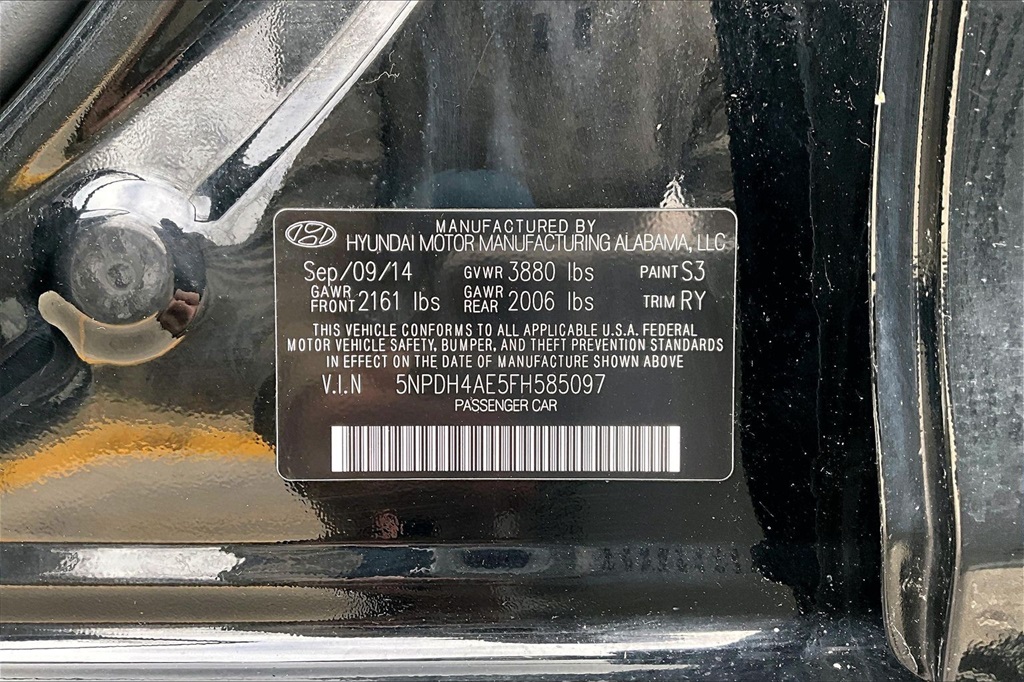 MANUFACTURED BY
HYUNDAI MOTOR MANUFACTURING ALABAMA, LLC
Sep/09/14 GVWR 3880 lbs PAINT S3
GAWR FRONT 2161 lbs GAWR REAR 2006 lbs TRIM RY
THIS VEHICLE CONFORMS TO ALL APPLICABLE U.S.A. FEDERAL
MOTOR VEHICLE SAFETY, BUMPER, AND THEFT PREVENTION STANDARDS
IN EFFECT ON THE DATE OF MANUFACTURE SHOWN ABOVE
V.I.N 5NPDH4AE5FH585097
PASSENGER CAR